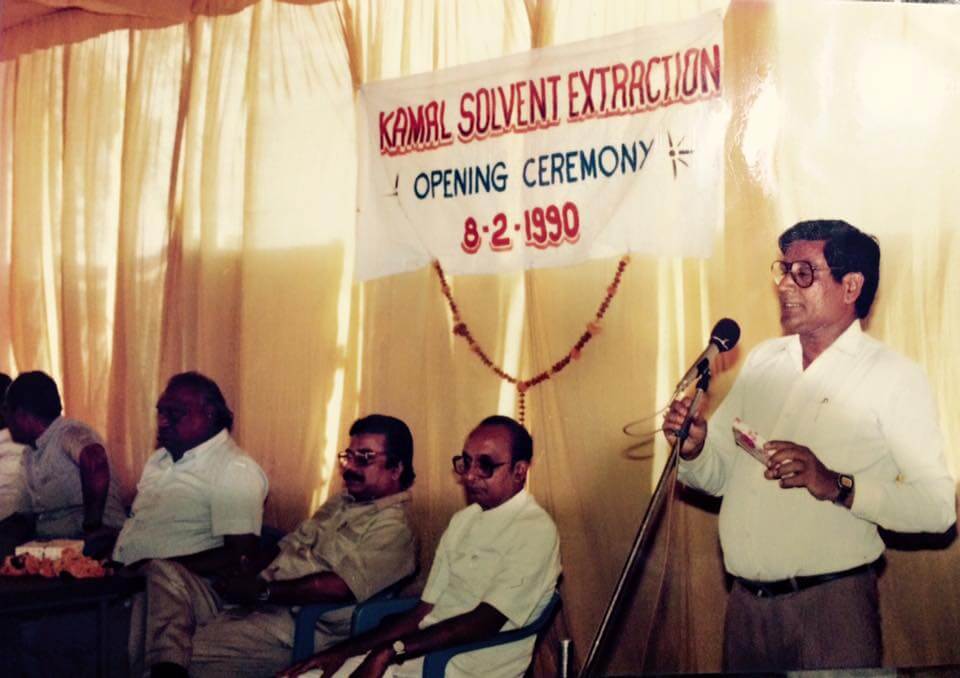 KAMAL SOLVENT EXTRACTION
OPENING CEREMONY
8-2-1990